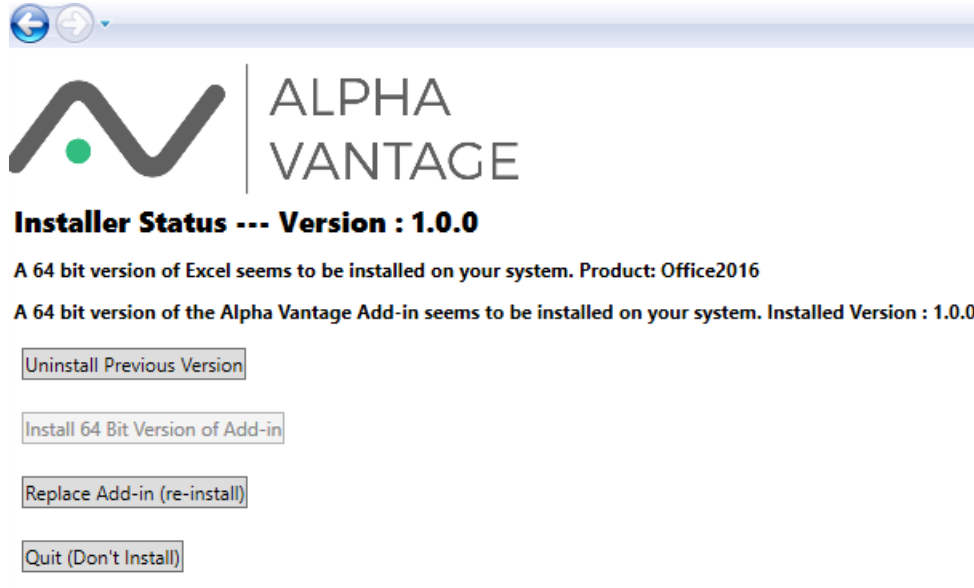 ALPHA
VANTAGE
Installer Status --- Version : 1.0.0
A 64 bit version of Excel seems to be installed on your system. Product: Office2016
A 64 bit version of the Alpha Vantage Add-in seems to be installed on your system. Installed Version : 1.0.0
Uninstall Previous Version
Install 64 Bit Version of Add-in
Replace Add-in (re-install)
Quit (Don't Install)